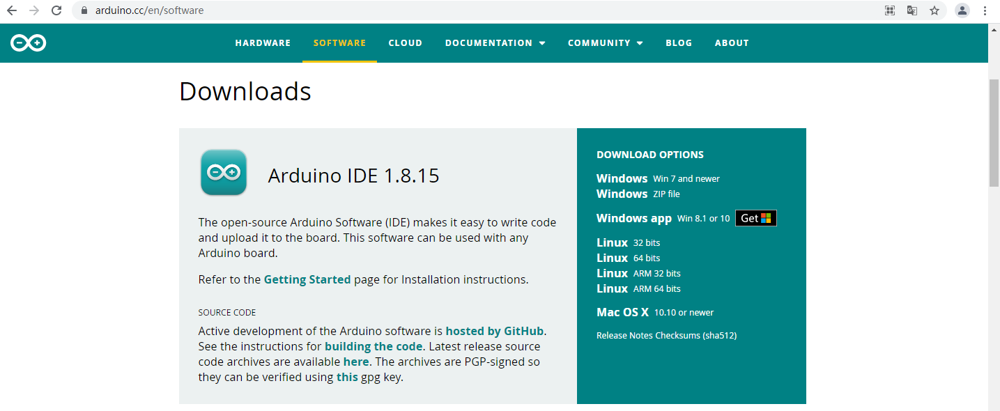 arduino.cc/en/software
HARDWARE SOFTWARE CLOUD DOCUMENTATION COMMUNITY BLOG ABOUT
Downloads
Arduino IDE 1.8.15
The open-source Arduino Software (IDE) makes it easy to write code
and upload it to the board. This software can be used with any
Arduino board.
Refer to the Getting Started page for Installation instructions.
SOURCE CODE
Active development of the Arduino software is hosted by GitHub.
See the instructions for building the code. Latest release source
code archives are available here. The archives are PGP-signed so
they can be verified using this gpg key.
DOWNLOAD OPTIONS
Windows Win 7 and newer
Windows ZIP file
Windows app Win 8.1 or 10 Get
Linux 32 bits
Linux 64 bits
Linux ARM 32 bits
Linux ARM 64 bits
Mac OS X 10.10 or newer
Release Notes Checksums (sha512)